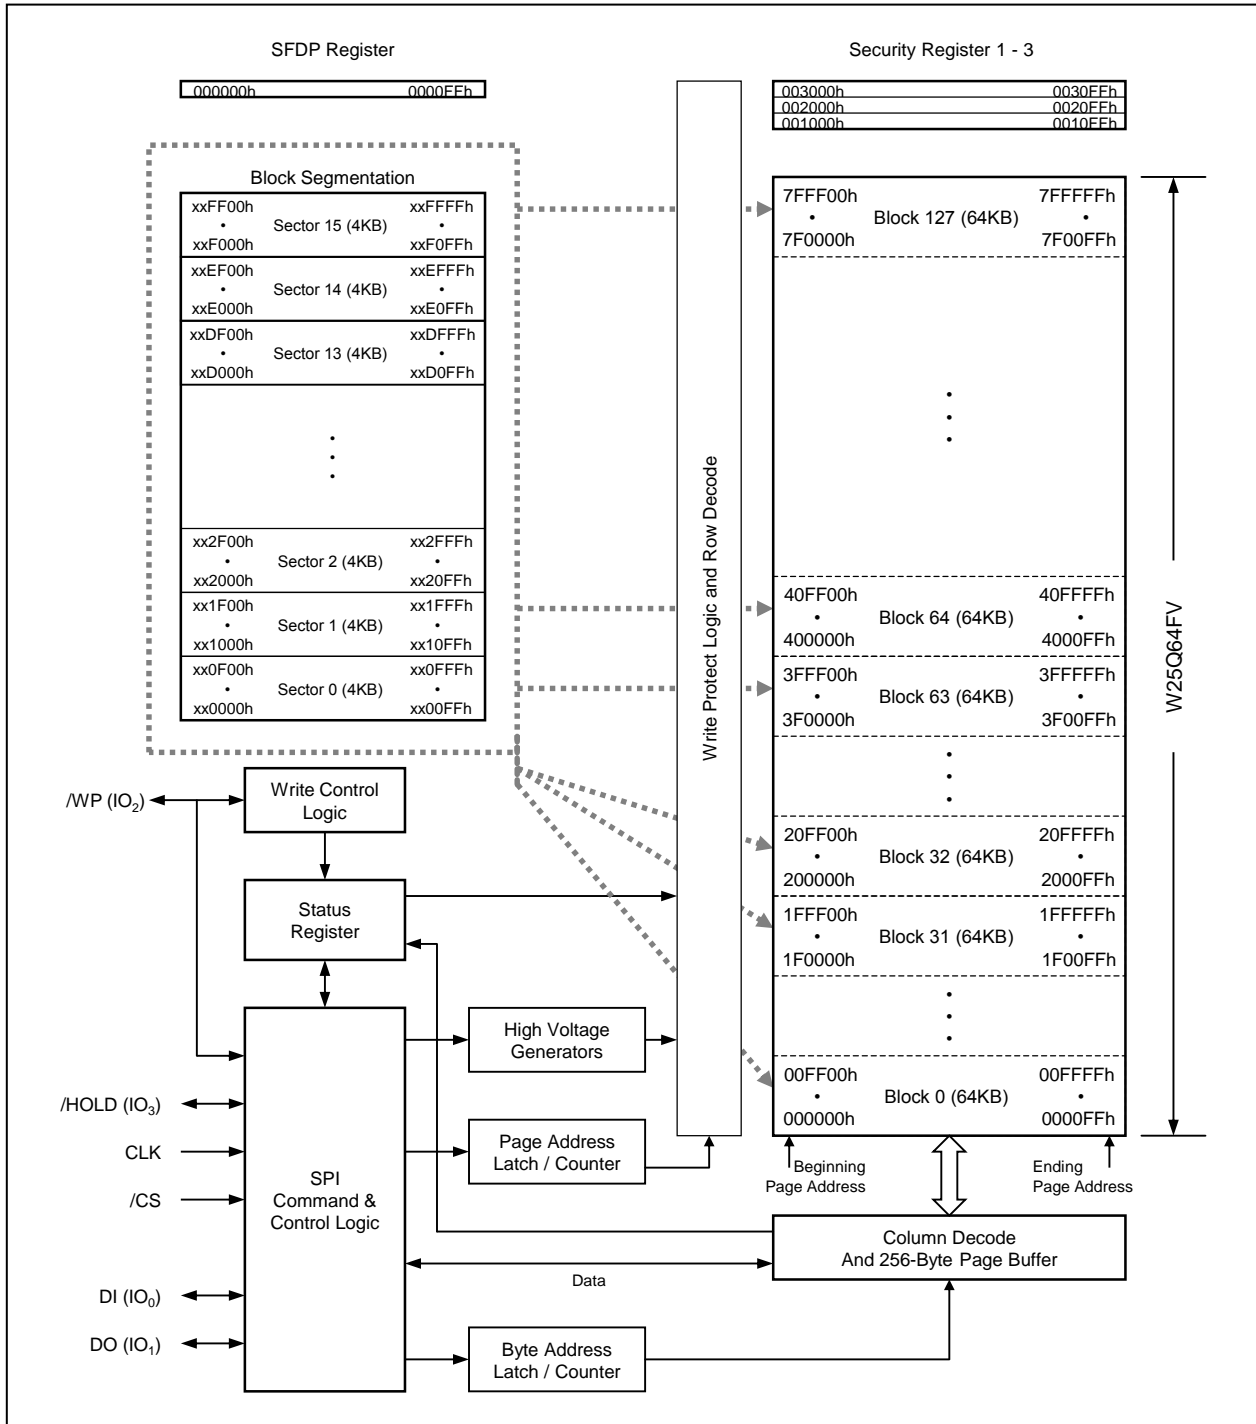 SFDP Register
000000h 0000FFh
Security Register 1 - 3
003000h 0030FFh
002000h 0020FFh
001000h 0010FFh
Block Segmentation
xxFF00h xxFFFFh
• Sector 15 (4KB) •
xxF000h xxF0FFh
xxEF00h xxEFFFh
• Sector 14 (4KB) •
xxE000h xxE0FFh
xxDF00h xxDFFFh
• Sector 13 (4KB) •
xxD000h xxD0FFh
xx2F00h xx2FFFh
• Sector 2 (4KB) •
xx2000h xx20FFh
xx1F00h xx1FFFh
• Sector 1 (4KB) •
xx1000h xx10FFh
xx0F00h xx0FFFh
• Sector 0 (4KB) •
xx0000h xx00FFh
Write Protect Logic and Row Decode
7FFF00h 7FFFFFh
• Block 127 (64KB) •
7F0000h 7F00FFh
40FF00h 40FFFFh
• Block 64 (64KB) •
400000h 4000FFh
3FFF00h 3FFFFFh
• Block 63 (64KB) •
3F0000h 3F00FFh
20FF00h 20FFFFh
• Block 32 (64KB) •
200000h 2000FFh
1FFF00h 1FFFFFh
• Block 31 (64KB) •
1F0000h 1F00FFh
00FF00h 00FFFFh
• Block 0 (64KB) •
000000h 0000FFh
W25Q64FV
Beginning
Page Address
Ending
Page Address
/WP (IO2)
Write Control
Logic
Status
Register
/HOLD (IO3)
CLK
/CS
DI (IO0)
DO (IO1)
SPI
Command &
Control Logic
High Voltage
Generators
Page Address
Latch / Counter
Data
Column Decode
And 256-Byte Page Buffer
Byte Address
Latch / Counter